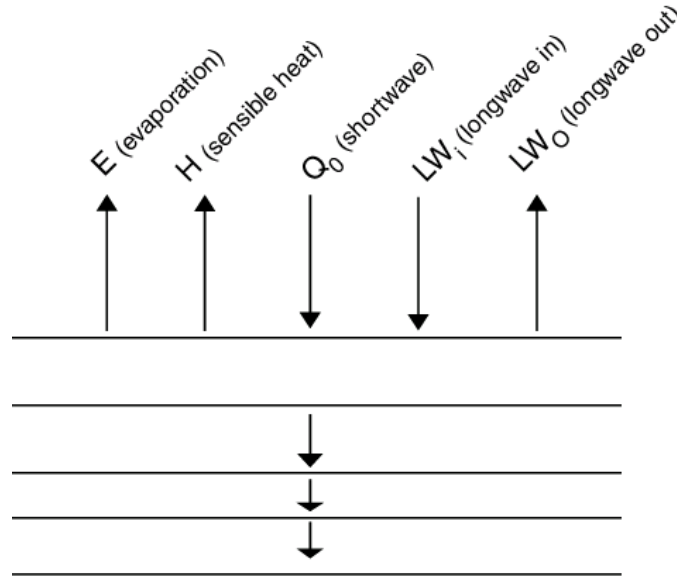 E (evaporation)
H (sensible heat)
Q0 (shortwave)
LWi (longwave in)
LWO (longwave out)